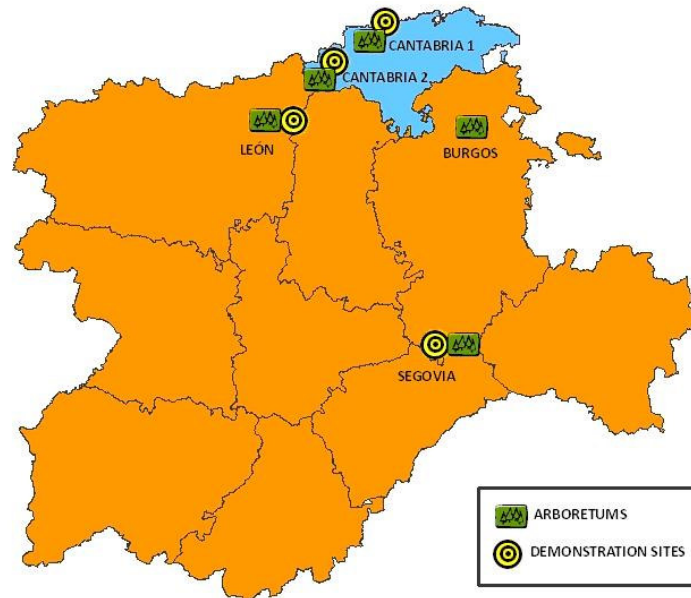 CANTABRIA 1
CANTABRIA 2
LEÓN
BURGOS
SEGOVIA
ARBORETUMS
DEMONSTRATION SITES